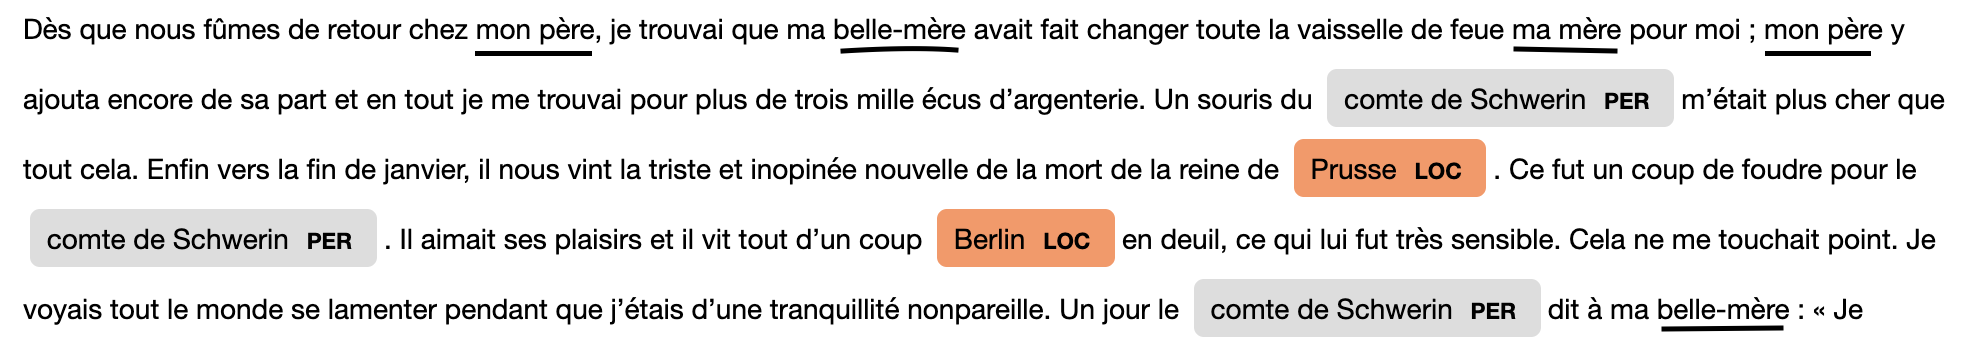 Dès que nous fûmes de retour chez mon père, je trouvai que ma belle-mère avait fait changer toute la vaisselle de feue ma mère pour moi ; mon père y
ajouta encore de sa part et en tout je me trouvai pour plus de trois mille écus d’argenterie. Un souris du comte de Schwerin PER m’était plus cher que
tout cela. Enfin vers la fin de janvier, il nous vint la triste et inopinée nouvelle de la mort de la reine de Prusse LOC . Ce fut un coup de foudre pour le
comte de Schwerin PER . Il aimait ses plaisirs et il vit tout d’un coup Berlin LOC en deuil, ce qui lui fut très sensible. Cela ne me touchait point. Je
voyais tout le monde se lamenter pendant que j’étais d’une tranquillité nonpareille. Un jour le comte de Schwerin PER dit à ma belle-mère : « Je